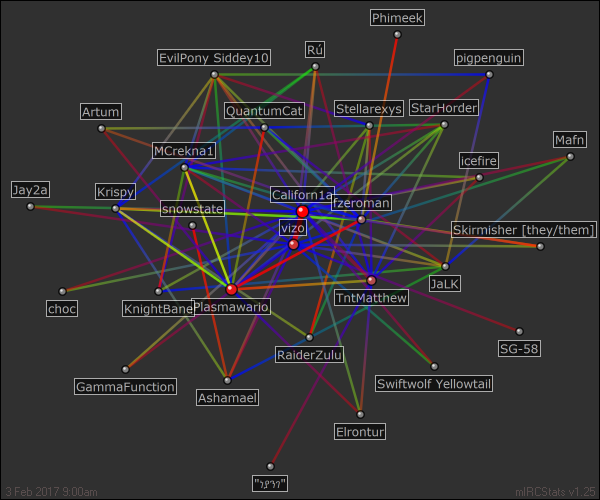 Phimeek
Rú
EvilPony Siddey10
pigpenguin
Artum
QuantumCat
Stellarexys
StarHorder
MCrekna1
icefire
Mafn
Jay2a
Krispy
snowstate
Californ1a
fzeroman
vizo
Skirmisher [they/them]
choc
KnightBane
Plasmawario
TntMatthew
JaLK
RaiderZulu
SG-58
GammaFunction
Ashamael
Swiftwolf Yellowtail
Elrontur
3 Feb 2017 9:00am
mIRCStats v1.25